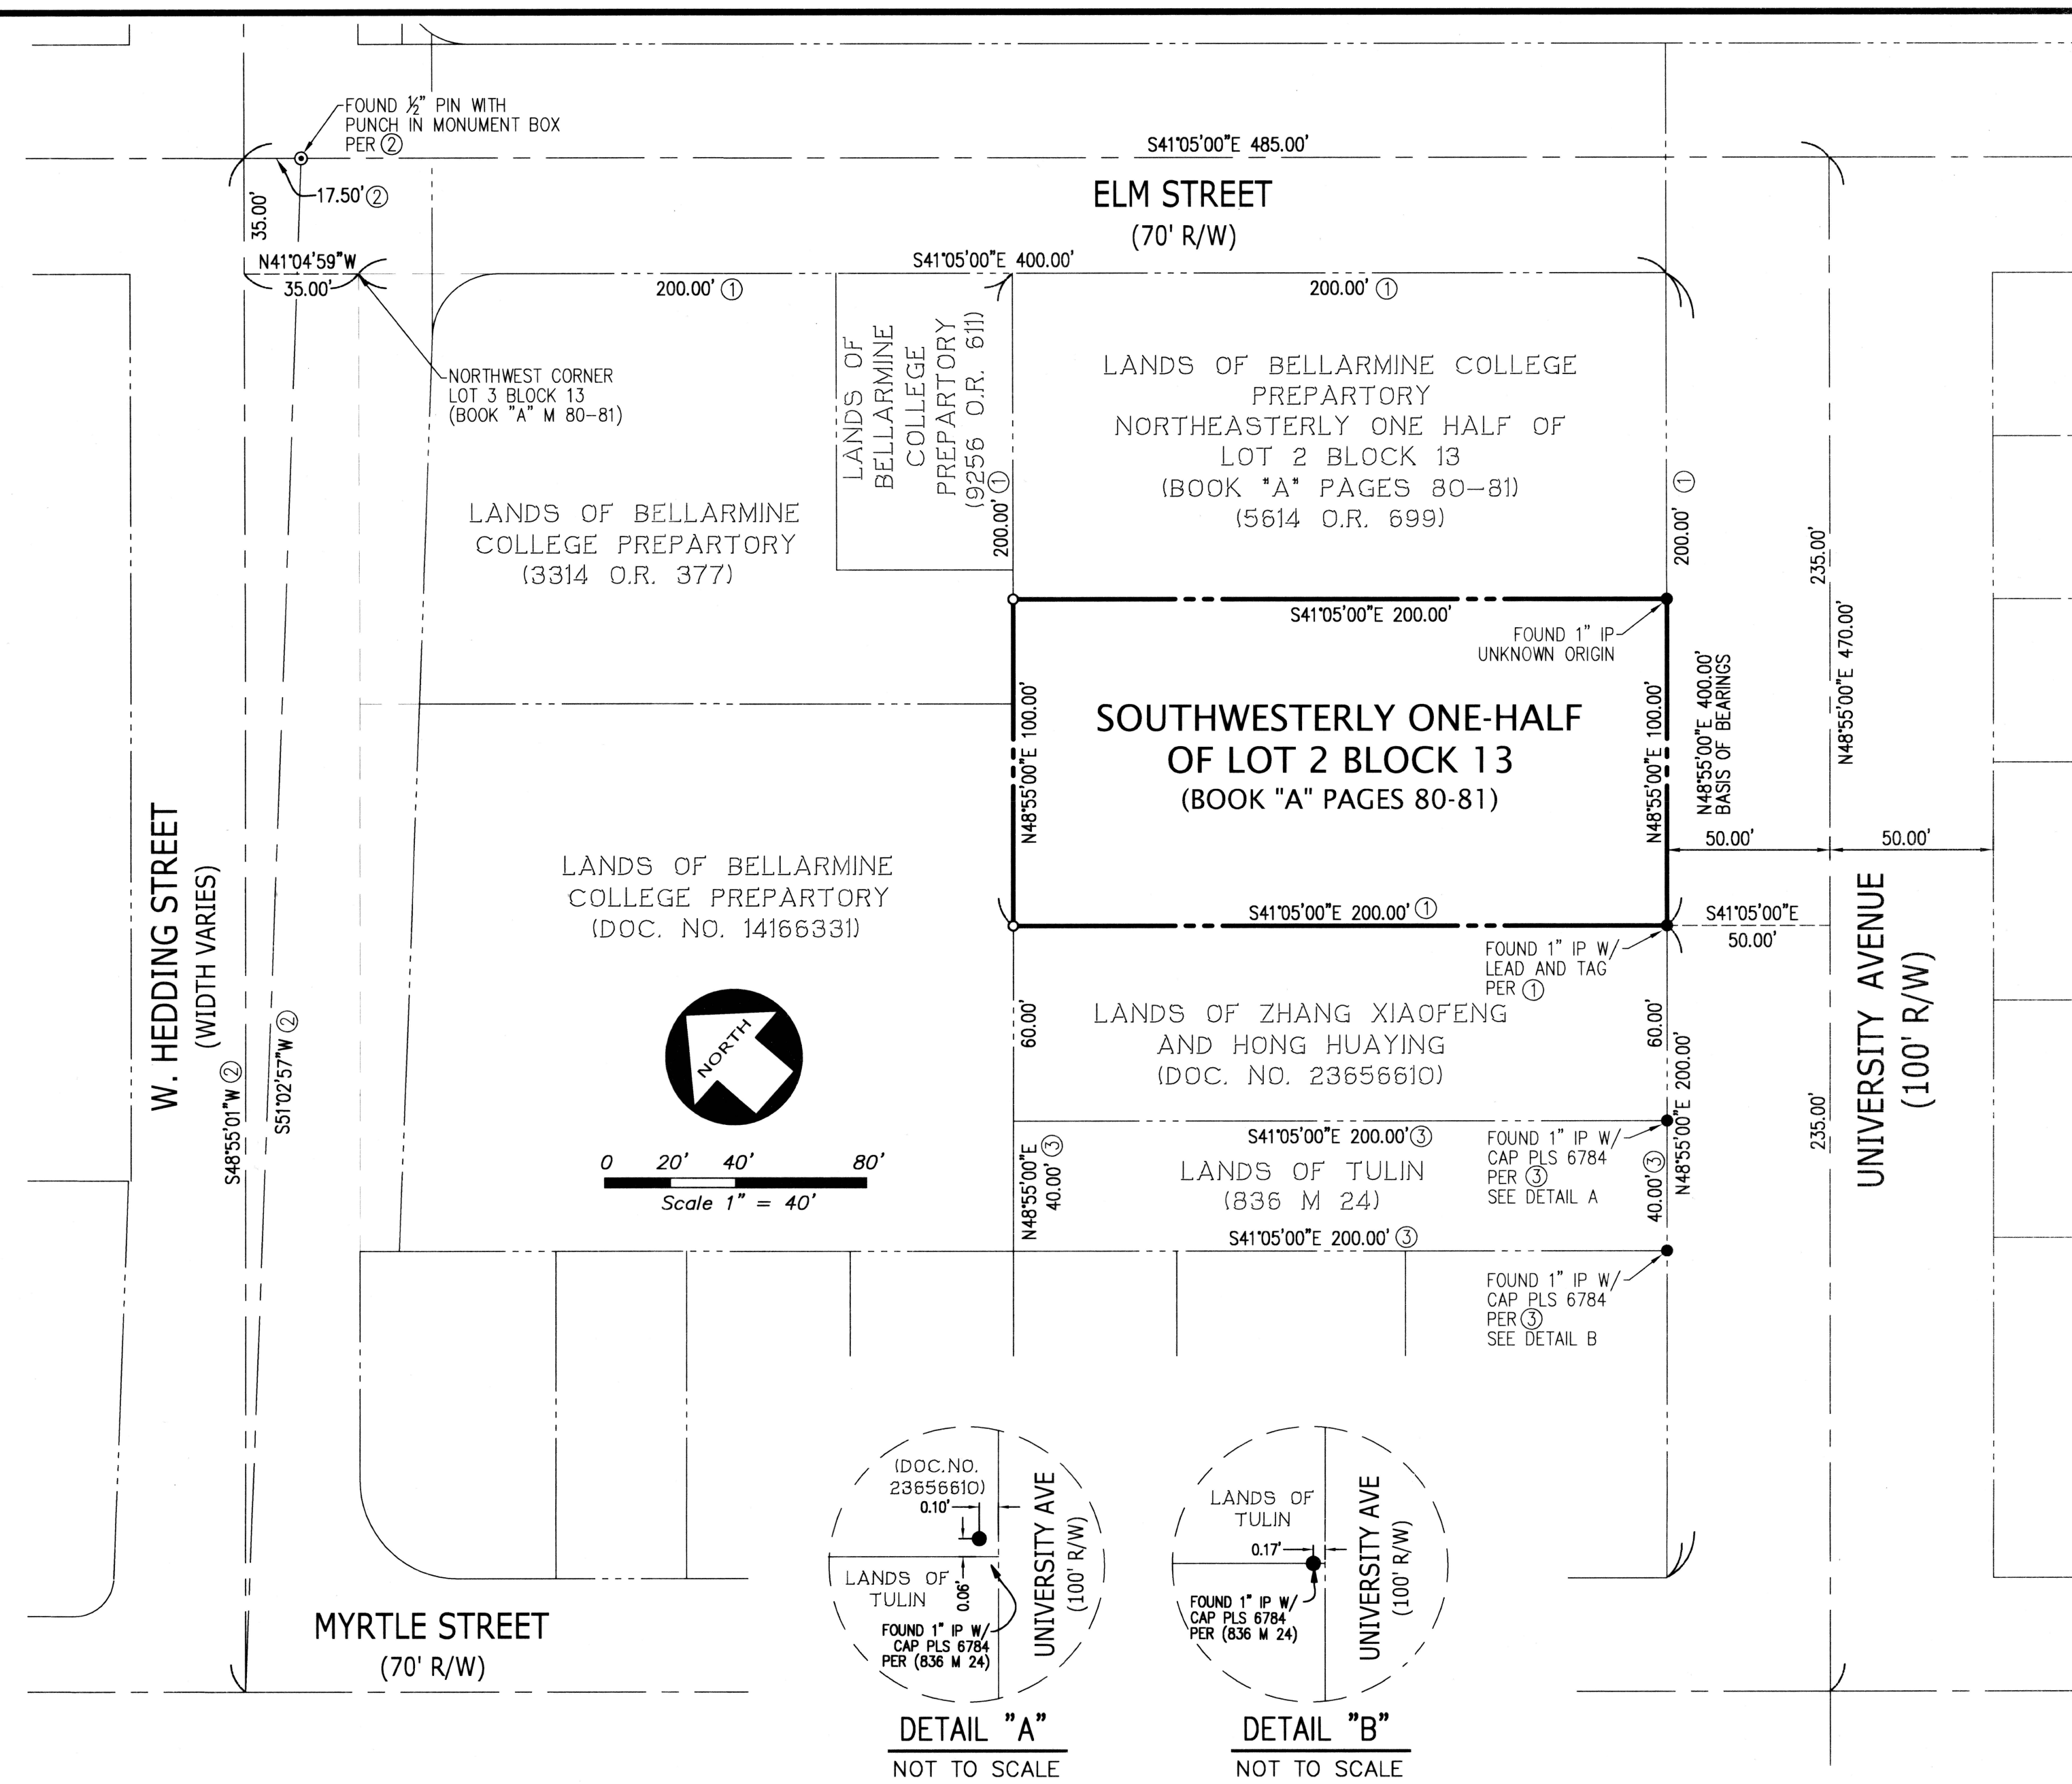 FOUND ½" PIN WITH
PUNCH IN MONUMENT BOX
PER ②
17.50' ②
35.00'
N41°04'59"W
35.00'
NORTHWEST CORNER
LOT 3 BLOCK 13
(BOOK "A" M 80-81)
S41°05'00"E 485.00'
ELM STREET
(70' R/W)
S41°05'00"E 400.00'
200.00' ①
200.00' ①
LANDS OF
BELLARMINE
COLLEGE
PREPARTORY
(9256 O.R. 611)
200.00' ①
LANDS OF BELLARMINE COLLEGE
PREPARTORY
NORTHEASTERLY ONE HALF OF
LOT 2 BLOCK 13
(BOOK "A" PAGES 80-81)
(5614 O.R. 699)
200.00' ①
235.00'
LANDS OF BELLARMINE
COLLEGE PREPARTORY
(3314 O.R. 377)
S41°05'00"E 200.00'
FOUND 1" IP
UNKNOWN ORIGIN
N48°55'00"E 100.00'
SOUTHWESTERLY ONE-HALF
OF LOT 2 BLOCK 13
(BOOK "A" PAGES 80-81)
N48°55'00"E 100.00'
N48°55'00"E 400.00'
BASIS OF BEARINGS
N48°55'00"E 470.00'
50.00'
50.00'
S41°05'00"E 200.00' ①
S41°05'00"E
50.00'
FOUND 1" IP W/
LEAD AND TAG
PER ①
W. HEDDING STREET
(WIDTH VARIES)
S48°55'01"W ②
S51°02'57"W ②
LANDS OF BELLARMINE
COLLEGE PREPARTORY
(DOC. NO. 14166331)
NORTH
0 20' 40' 80'
Scale 1" = 40'
60.00'
LANDS OF ZHANG XIAOFENG
AND HONG HUAYING
(DOC. NO. 23656610)
60.00'
N48°55'00"E 200.00'
235.00'
UNIVERSITY AVENUE
(100' R/W)
N48°55'00"E
40.00' ③
S41°05'00"E 200.00' ③
LANDS OF TULIN
(836 M 24)
FOUND 1" IP W/
CAP PLS 6784
PER ③
SEE DETAIL A
40.00' ③
S41°05'00"E 200.00' ③
FOUND 1" IP W/
CAP PLS 6784
PER ③
SEE DETAIL B
MYRTLE STREET
(70' R/W)
(DOC.NO.
23656610)
0.10'
LANDS OF
TULIN
0.06'
FOUND 1" IP W/
CAP PLS 6784
PER (836 M 24)
UNIVERSITY AVE
(100' R/W)
DETAIL "A"
NOT TO SCALE
LANDS OF
TULIN
0.17'
FOUND 1" IP W/
CAP PLS 6784
PER (836 M 24)
UNIVERSITY AVE
(100' R/W)
DETAIL "B"
NOT TO SCALE